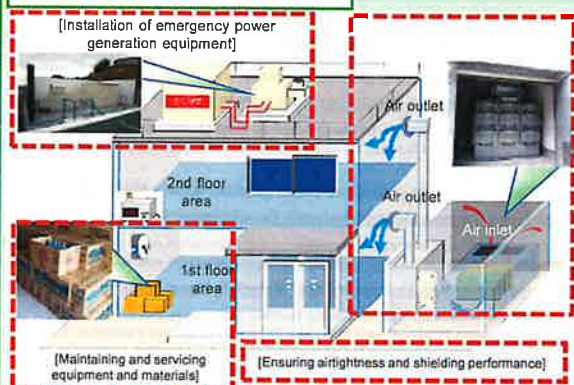 [Installation of emergency power
generation equipment]
Air outlet
2nd floor
area
Air outlet
Air inlet
1st floor
area
[Maintaining and servicing
equipment and materials]
[Ensuring airtightness and shielding performance]